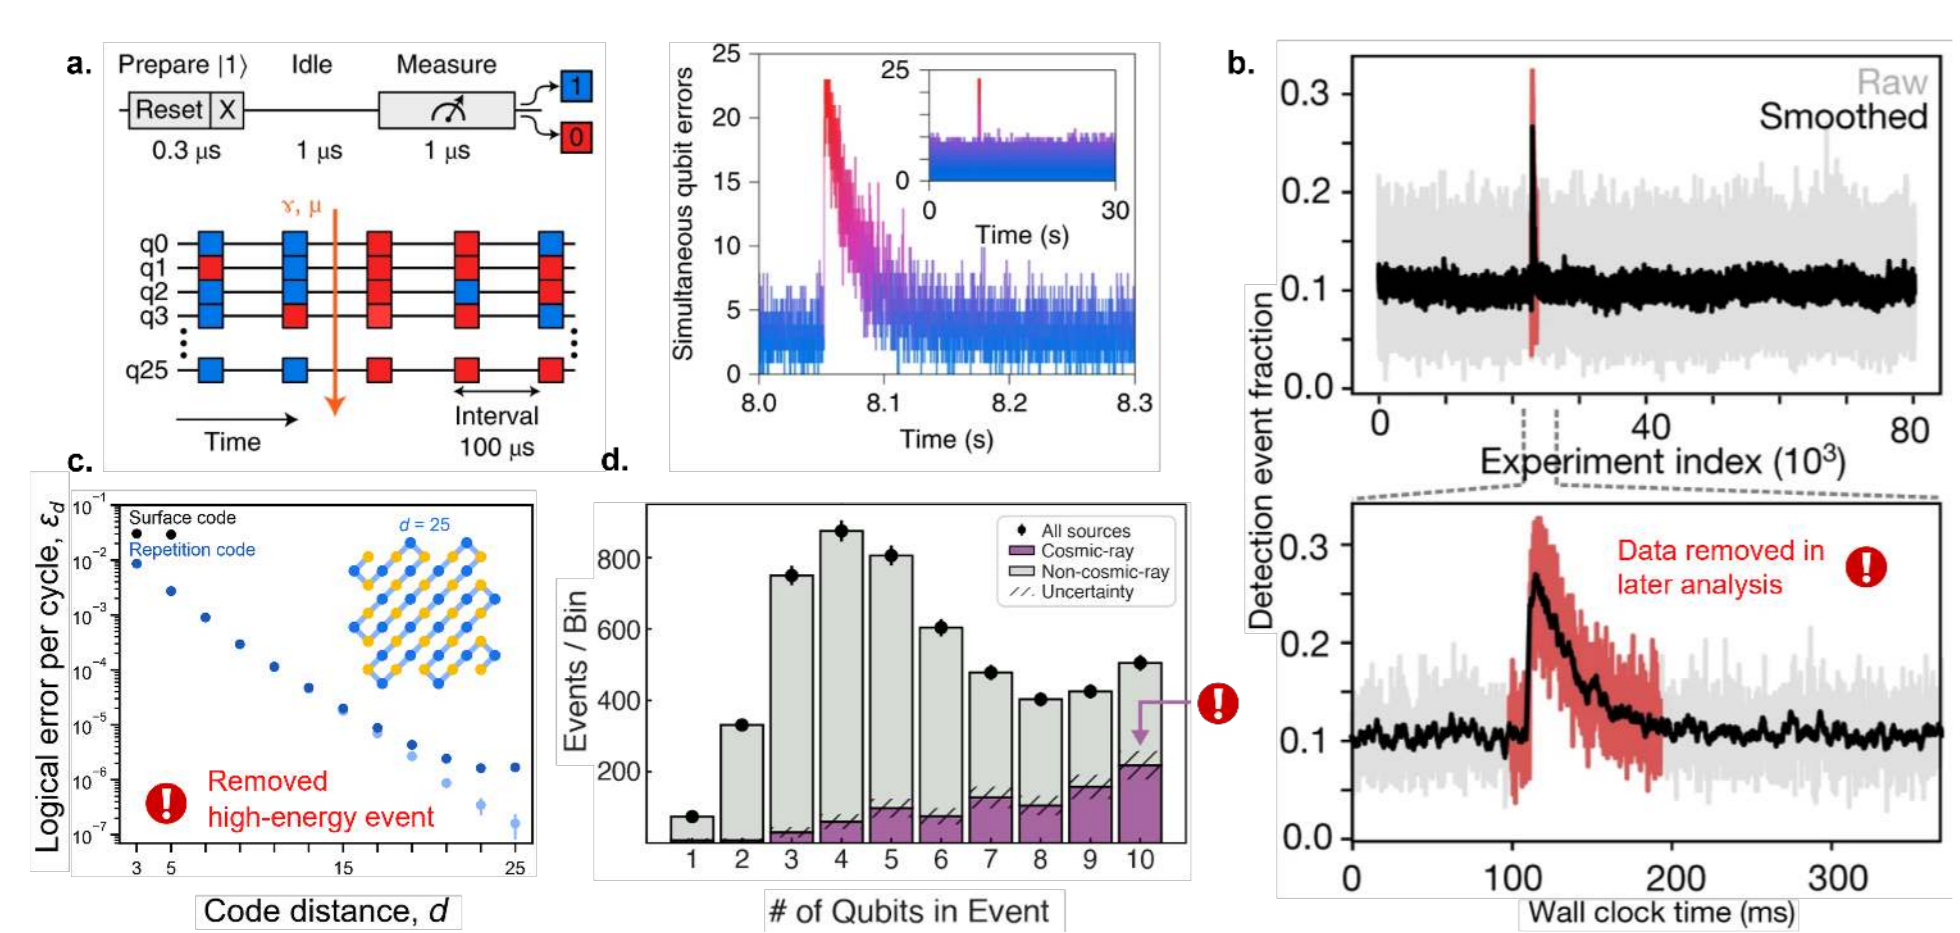 a.
Prepare |1⟩ Idle Measure
Reset X
1
0
0.3 μs 1 μs 1 μs
ɤ, μ
q0
q1
q2
q3
q25
Time
Interval
100 μs
Simultaneous qubit errors
25
20
15
10
5
0
8.0 8.1 8.2 8.3
Time (s)
25
0
0 30
Time (s)
b.
Detection event fraction
0.3
0.2
0.1
0.0
Raw
Smoothed
0 40 80
Experiment index (10³)
0.3
0.2
0.1
0.0
Data removed in
later analysis
!
0 100 200 300
Wall clock time (ms)
c.
Logical error per cycle, εd
10⁻¹
10⁻²
10⁻³
10⁻⁴
10⁻⁵
10⁻⁶
10⁻⁷
Surface code
Repetition code
d = 25
!
Removed
high-energy event
3 5 15 25
Code distance, d
d.
Events / Bin
800
600
400
200
All sources
Cosmic-ray
Non-cosmic-ray
Uncertainty
!
1 2 3 4 5 6 7 8 9 10
# of Qubits in Event